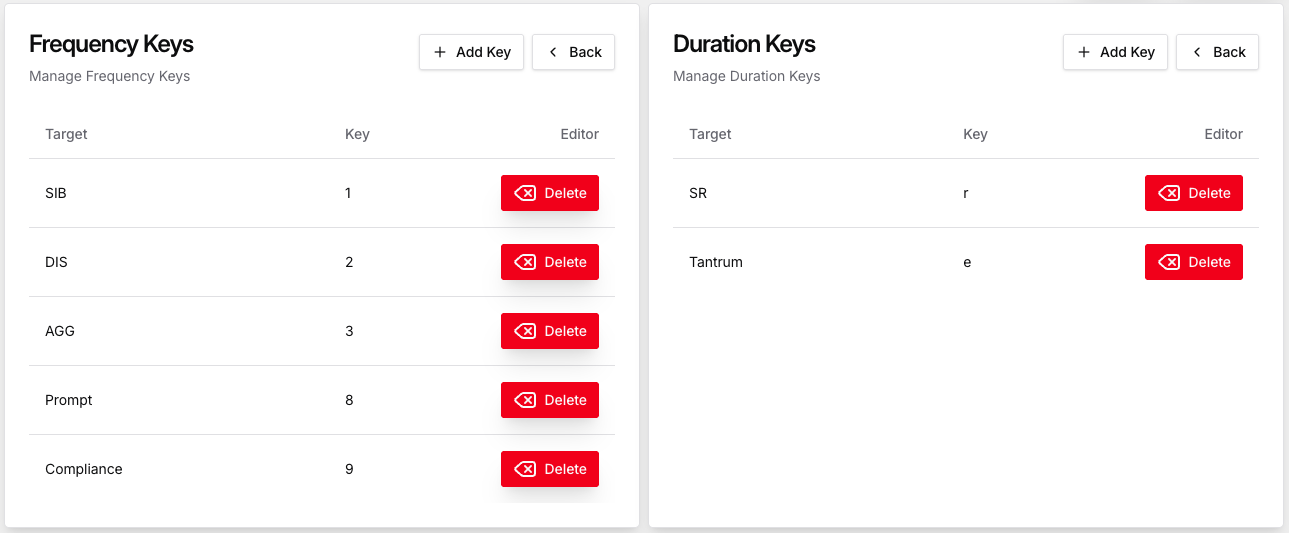 Frequency Keys
Manage Frequency Keys
Add Key
Back
Target Key Editor
SIB 1 Delete
DIS 2 Delete
AGG 3 Delete
Prompt 8 Delete
Compliance 9 Delete
Duration Keys
Manage Duration Keys
Add Key
Back
Target Key Editor
SR r Delete
Tantrum e Delete